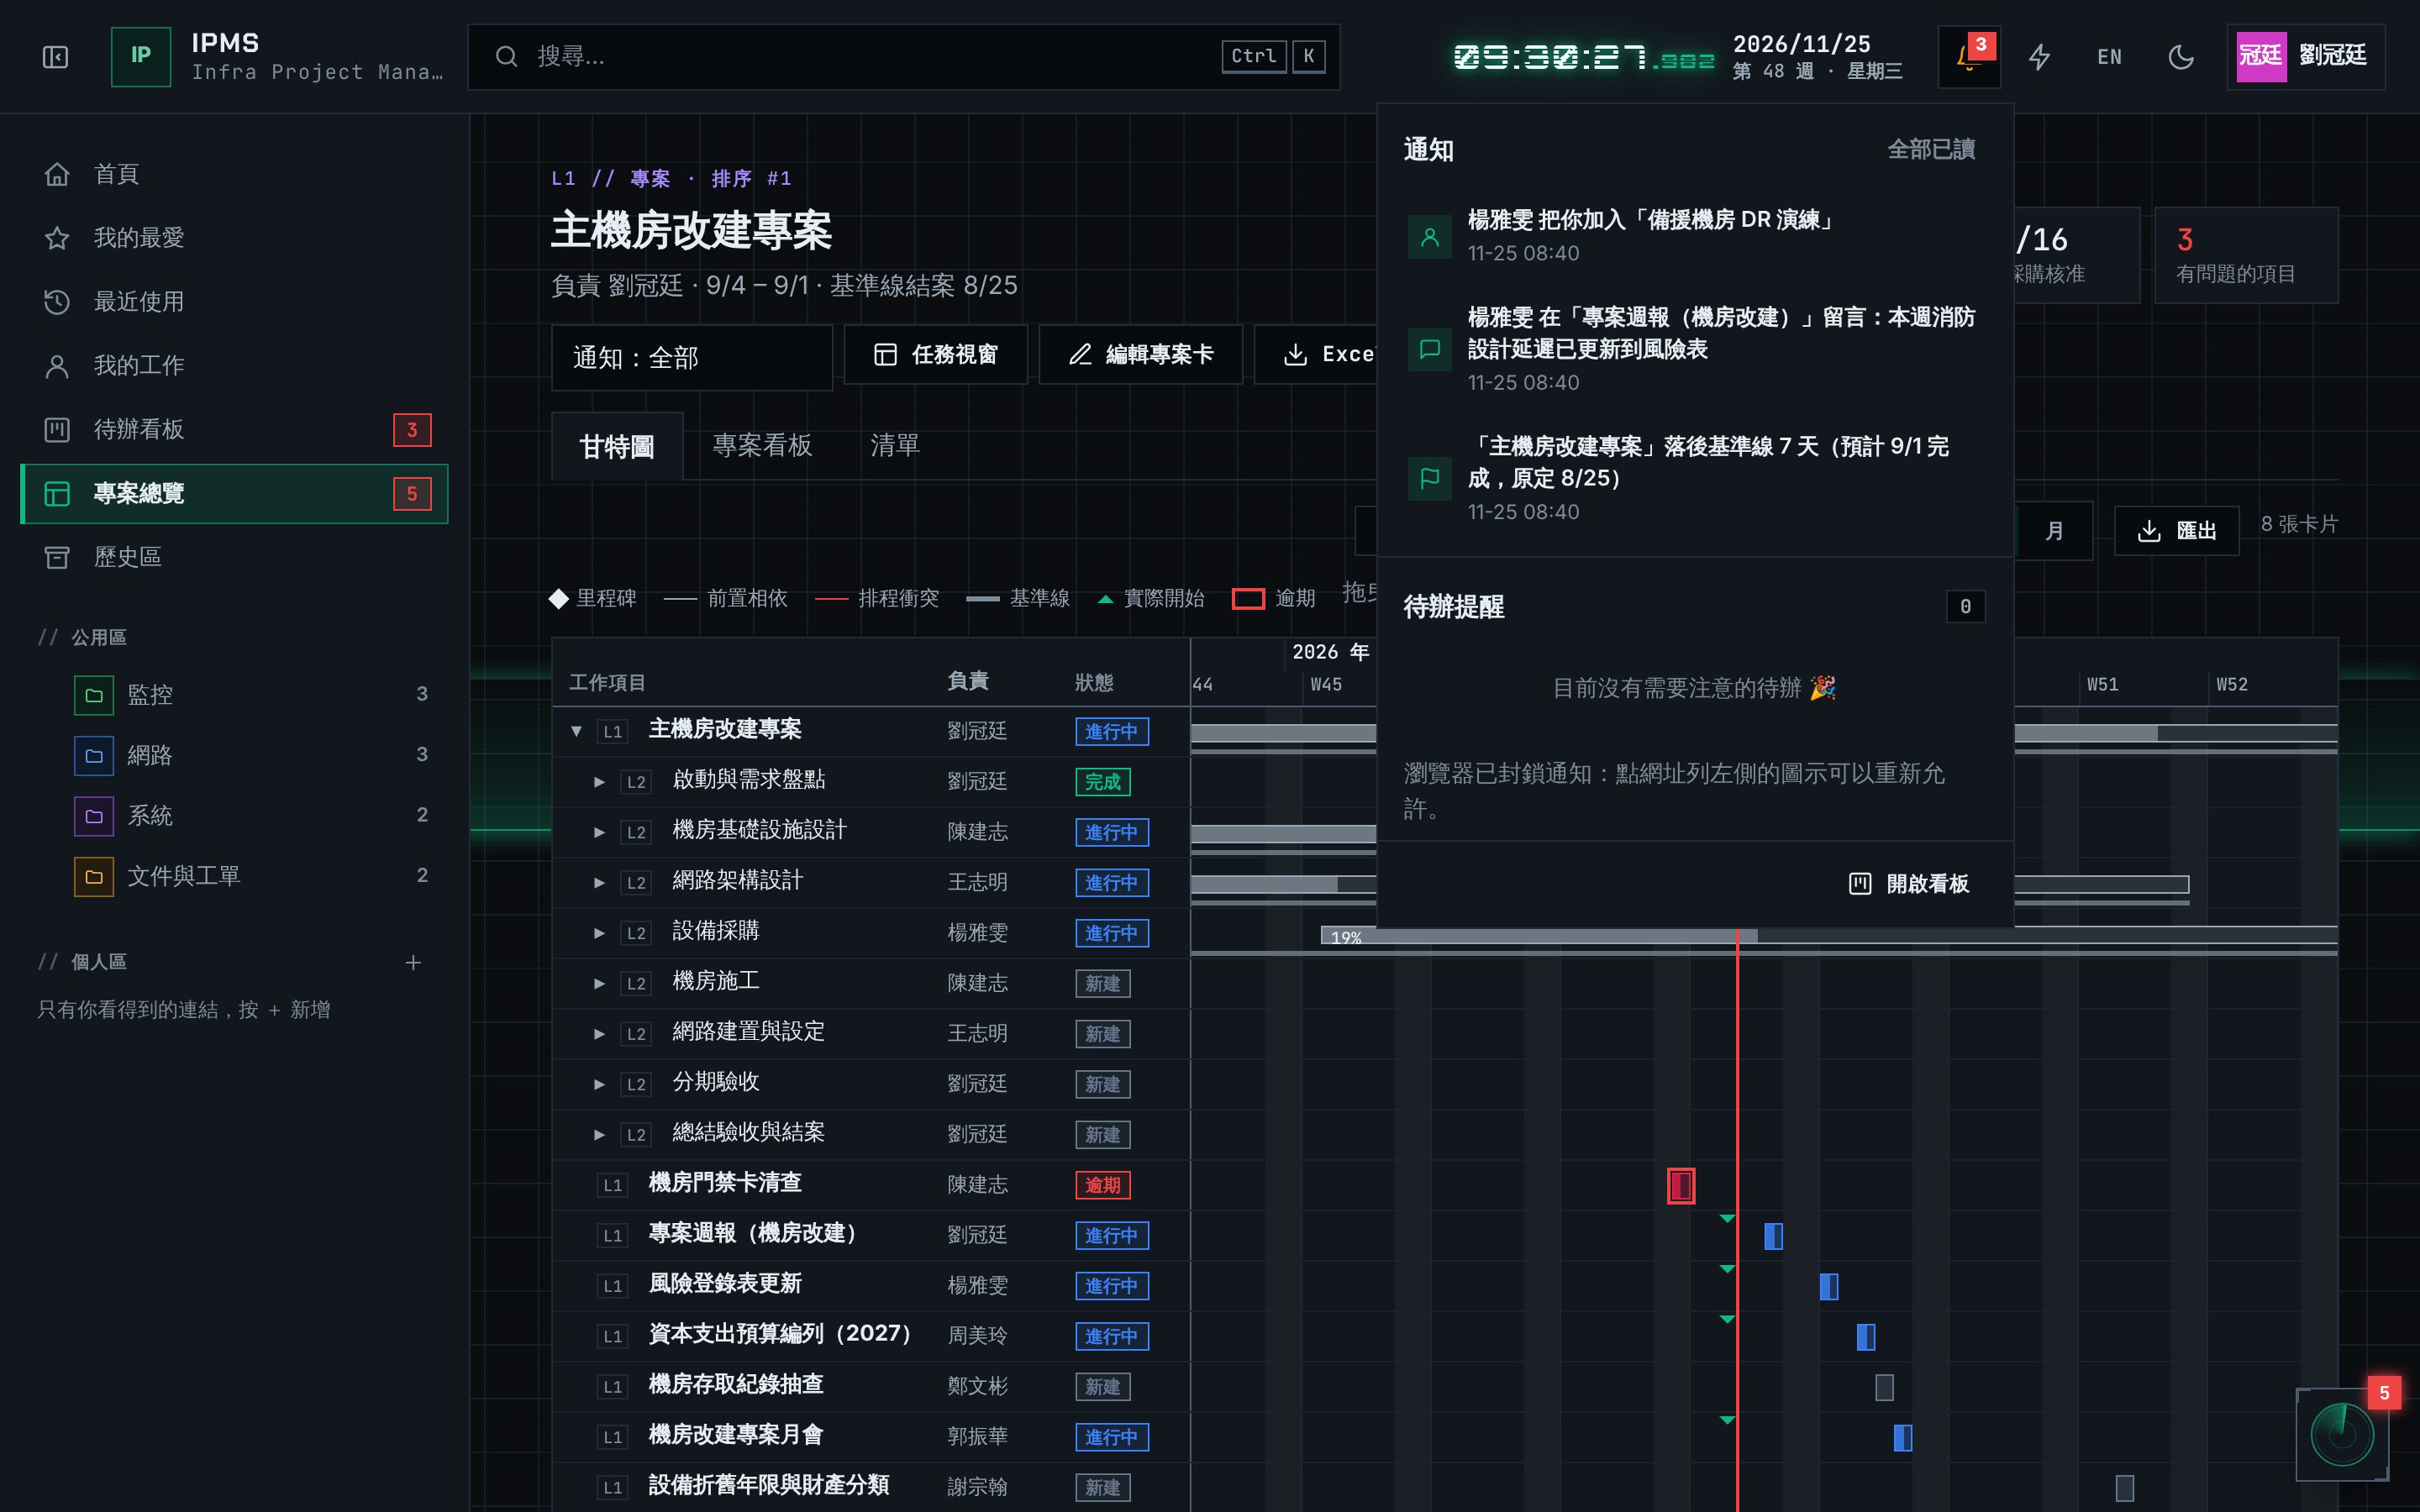 IP
IPMS
Infra Project Mana…
搜尋...
Ctrl K
09:30:27.982
2026/11/25
第 48 週 · 星期三
3
EN
冠廷
劉冠廷
首頁
我的最愛
最近使用
我的工作
待辦看板 3
專案總覽 5
歷史區
// 公用區
監控 3
網路 3
系統 2
文件與工單 2
// 個人區 +
只有你看得到的連結，按 + 新增
L1 // 專案 · 排序 #1
主機房改建專案
負責 劉冠廷 · 9/4 – 9/1 · 基準線結案 8/25
通知：全部
任務視窗
編輯專案卡
/16
採購核准
3
有問題的項目
甘特圖
專案看板
清單
月
匯出
8 張卡片
里程碑
前置相依
排程衝突
基準線
實際開始
逾期
通知
全部已讀
楊雅雯 把你加入「備援機房 DR 演練」
11-25 08:40
楊雅雯 在「專案週報（機房改建）」留言：本週消防
設計延遲已更新到風險表
11-25 08:40
「主機房改建專案」落後基準線 7 天（預計 9/1 完
成，原定 8/25）
11-25 08:40
待辦提醒 0
目前沒有需要注意的待辦 🎉
瀏覽器已封鎖通知：點網址列左側的圖示可以重新允
許。
開啟看板
工作項目 負責 狀態
2026 年
44 W45 W51 W52
▼ L1 主機房改建專案 劉冠廷 進行中
▶ L2 啟動與需求盤點 劉冠廷 完成
▶ L2 機房基礎設施設計 陳建志 進行中
▶ L2 網路架構設計 王志明 進行中
▶ L2 設備採購 楊雅雯 進行中 19%
▶ L2 機房施工 陳建志 新建
▶ L2 網路建置與設定 王志明 新建
▶ L2 分期驗收 劉冠廷 新建
▶ L2 總結驗收與結案 劉冠廷 新建
L1 機房門禁卡清查 陳建志 逾期
L1 專案週報（機房改建） 劉冠廷 進行中
L1 風險登錄表更新 楊雅雯 進行中
L1 資本支出預算編列（2027） 周美玲 進行中
L1 機房存取紀錄抽查 鄭文彬 新建
L1 機房改建專案月會 郭振華 進行中
L1 設備折舊年限與財產分類 謝宗翰 新建
5